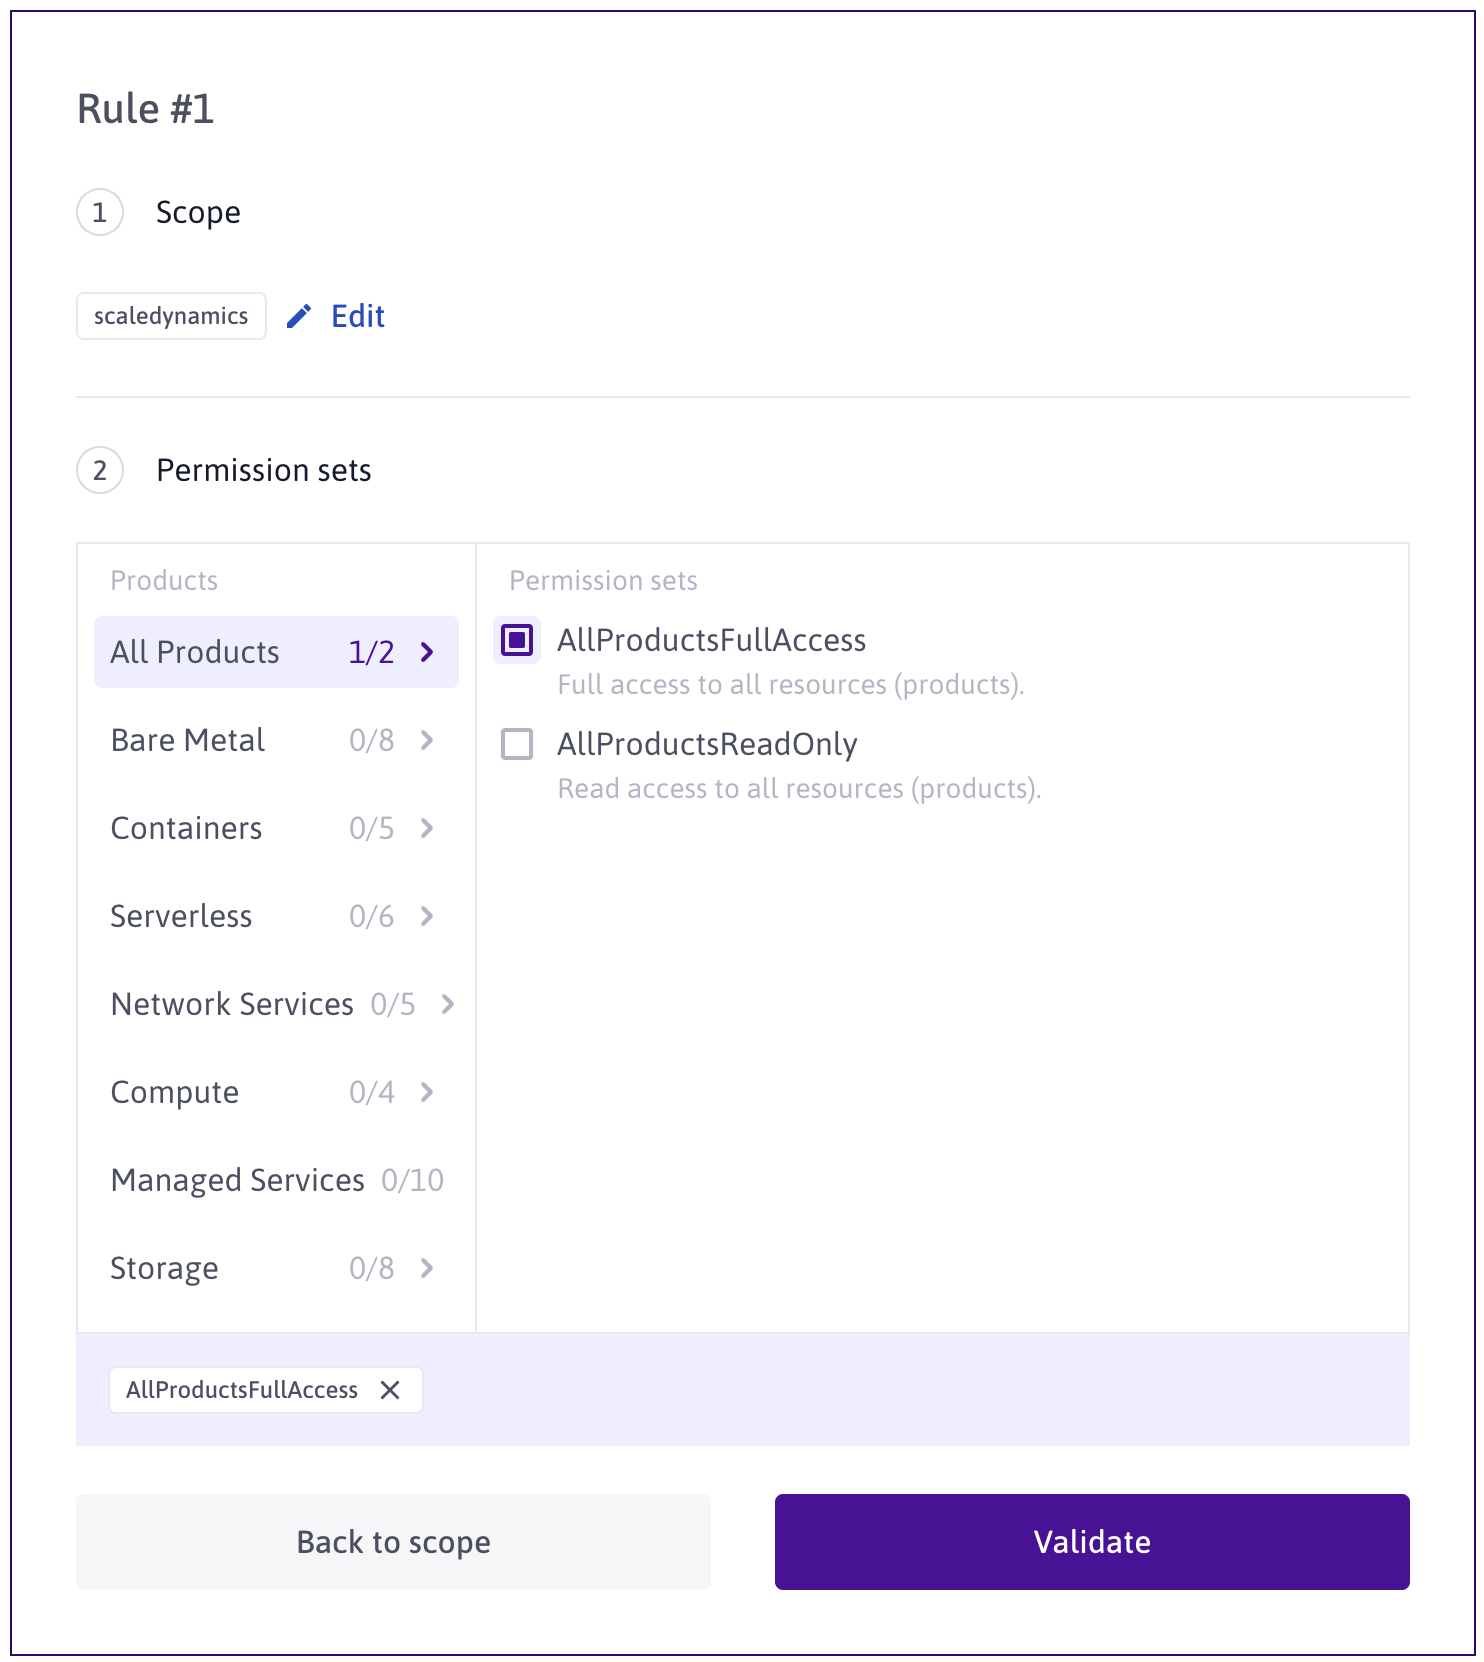 Rule #1
1 Scope
scaledynamics Edit
2 Permission sets
Products
All Products 1/2
Bare Metal 0/8
Containers 0/5
Serverless 0/6
Network Services 0/5
Compute 0/4
Managed Services 0/10
Storage 0/8
Permission sets
AllProductsFullAccess
Full access to all resources (products).
AllProductsReadOnly
Read access to all resources (products).
AllProductsFullAccess
Back to scope
Validate